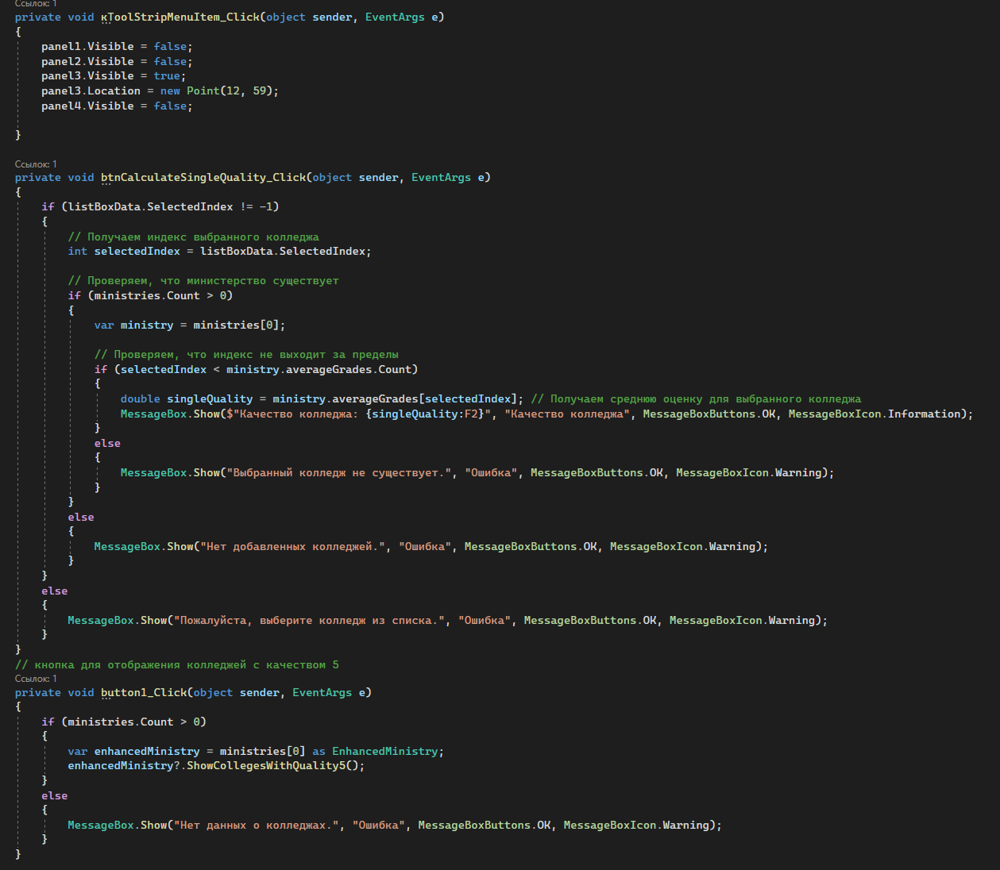 Ссылок: 1
private void кToolStripMenuItem_Click(object sender, EventArgs e)
{
    panel1.Visible = false;
    panel2.Visible = false;
    panel3.Visible = true;
    panel3.Location = new Point(12, 59);
    panel4.Visible = false;

}

Ссылок: 1
private void btnCalculateSingleQuality_Click(object sender, EventArgs e)
{
    if (listBoxData.SelectedIndex != -1)
    {
        // Получаем индекс выбранного колледжа
        int selectedIndex = listBoxData.SelectedIndex;

        // Проверяем, что министерство существует
        if (ministries.Count > 0)
        {
            var ministry = ministries[0];

            // Проверяем, что индекс не выходит за пределы
            if (selectedIndex < ministry.averageGrades.Count)
            {
                double singleQuality = ministry.averageGrades[selectedIndex]; // Получаем среднюю оценку для выбранного колледжа
                MessageBox.Show($"Качество колледжа: {singleQuality:F2}", "Качество колледжа", MessageBoxButtons.OK, MessageBoxIcon.Information);
            }
            else
            {
                MessageBox.Show("Выбранный колледж не существует.", "Ошибка", MessageBoxButtons.OK, MessageBoxIcon.Warning);
            }
        }
        else
        {
            MessageBox.Show("Нет добавленных колледжей.", "Ошибка", MessageBoxButtons.OK, MessageBoxIcon.Warning);
        }
    }
    else
    {
        MessageBox.Show("Пожалуйста, выберите колледж из списка.", "Ошибка", MessageBoxButtons.OK, MessageBoxIcon.Warning);
    }
}
// кнопка для отображения колледжей с качеством 5
Ссылок: 1
private void button1_Click(object sender, EventArgs e)
{
    if (ministries.Count > 0)
    {
        var enhancedMinistry = ministries[0] as EnhancedMinistry;
        enhancedMinistry?.ShowCollegesWithQuality5();
    }
    else
    {
        MessageBox.Show("Нет данных о колледжах.", "Ошибка", MessageBoxButtons.OK, MessageBoxIcon.Warning);
    }
}